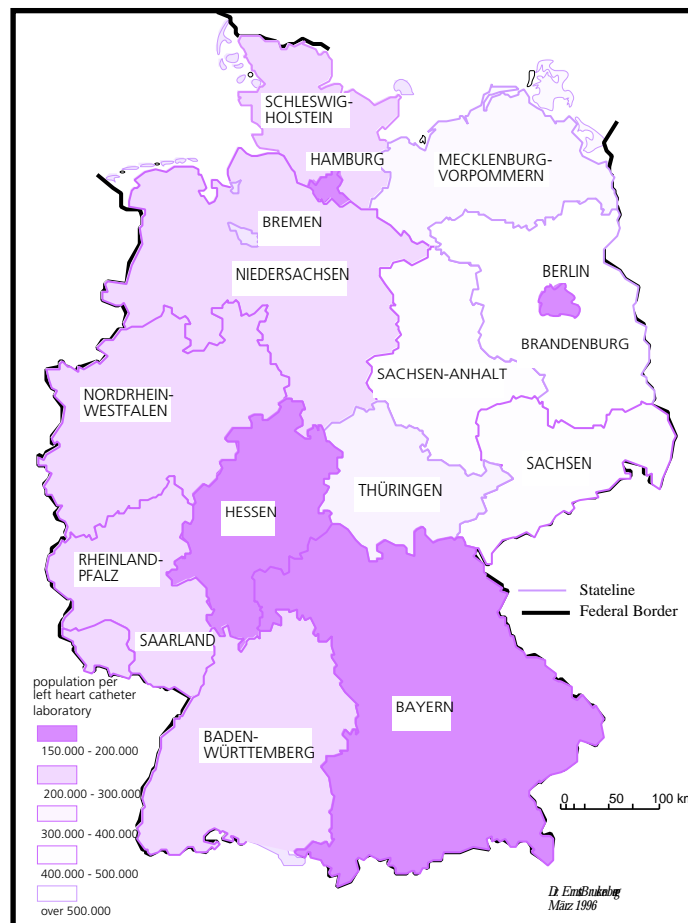 SCHLESWIG-
HOLSTEIN
HAMBURG
MECKLENBURG-
VORPOMMERN
BREMEN
NIEDERSACHSEN
BERLIN
BRANDENBURG
SACHSEN-ANHALT
NORDRHEIN-
WESTFALEN
SACHSEN
THÜRINGEN
HESSEN
RHEINLAND-
PFALZ
Stateline
Federal Border
SAARLAND
population per
left heart catheter
laboratory
150.000 - 200.000
200.000 - 300.000
300.000 - 400.000
400.000 - 500.000
over 500.000
BAYERN
BADEN-
WÜRTTEMBERG
0 50 100 km
März 1996